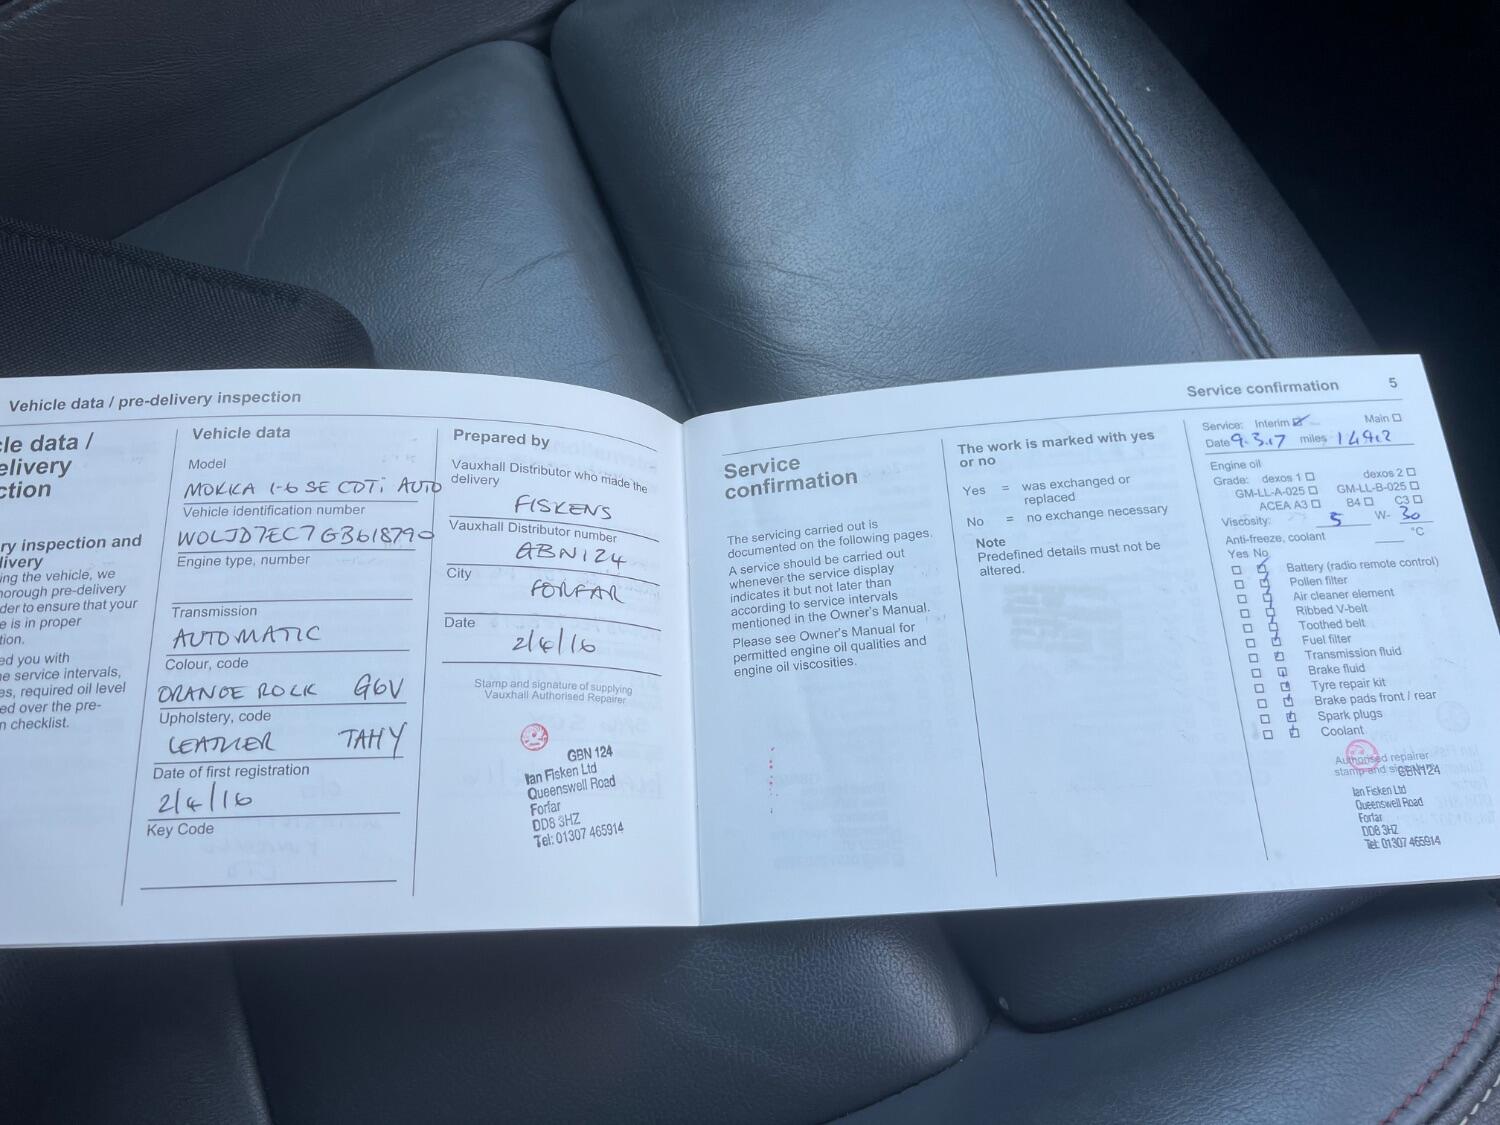 Vehicle data / pre-delivery inspection
cle data /
elivery
ction
ry inspection and
livery
ing the vehicle, we
horough pre-delivery
der to ensure that your
e is in proper
tion.
ed you with
e service intervals,
es, required oil level
ed over the pre-
n checklist.
Vehicle data
Model
MOKKA 1.6 SE CDTi AUTO
Vehicle identification number
WOLJD7EC7GB618790
Engine type, number
Transmission
AUTOMATIC
Colour, code
ORANGE ROCK G6V
Upholstery, code
LEATHER TAHY
Date of first registration
2/4/16
Key Code
Prepared by
Vauxhall Distributor who made the
delivery
FISKENS
Vauxhall Distributor number
GBN124
City
FORFAR
Date
2/4/16
Stamp and signature of supplying
Vauxhall Authorised Repairer
GBN 124
Ian Fisken Ltd
Queenswell Road
Forfar
DD8 3HZ
Tel: 01307 465914
Service confirmation 5
Service
confirmation
The servicing carried out is
documented on the following pages.
A service should be carried out
whenever the service display
indicates it but not later than
according to service intervals
mentioned in the Owner's Manual.
Please see Owner's Manual for
permitted engine oil qualities and
engine oil viscosities.
The work is marked with yes
or no
Yes = was exchanged or
replaced
No = no exchange necessary
Note
Predefined details must not be
altered.
Service: Interim Main
Date 9.3.17 miles 14912
Engine oil
Grade: dexos 1 dexos 2
GM-LL-A-025 GM-LL-B-025
ACEA A3 B4 C3
Viscosity: 5 W- 30
Anti-freeze, coolant °C
Yes No
Battery (radio remote control)
Pollen filter
Air cleaner element
Ribbed V-belt
Toothed belt
Fuel filter
Transmission fluid
Brake fluid
Tyre repair kit
Brake pads front / rear
Spark plugs
Coolant
Authorised repairer
stamp and signature
GBN124
Ian Fisken Ltd
Queenswell Road
Forfar
DD8 3HZ
Tel: 01307 465914